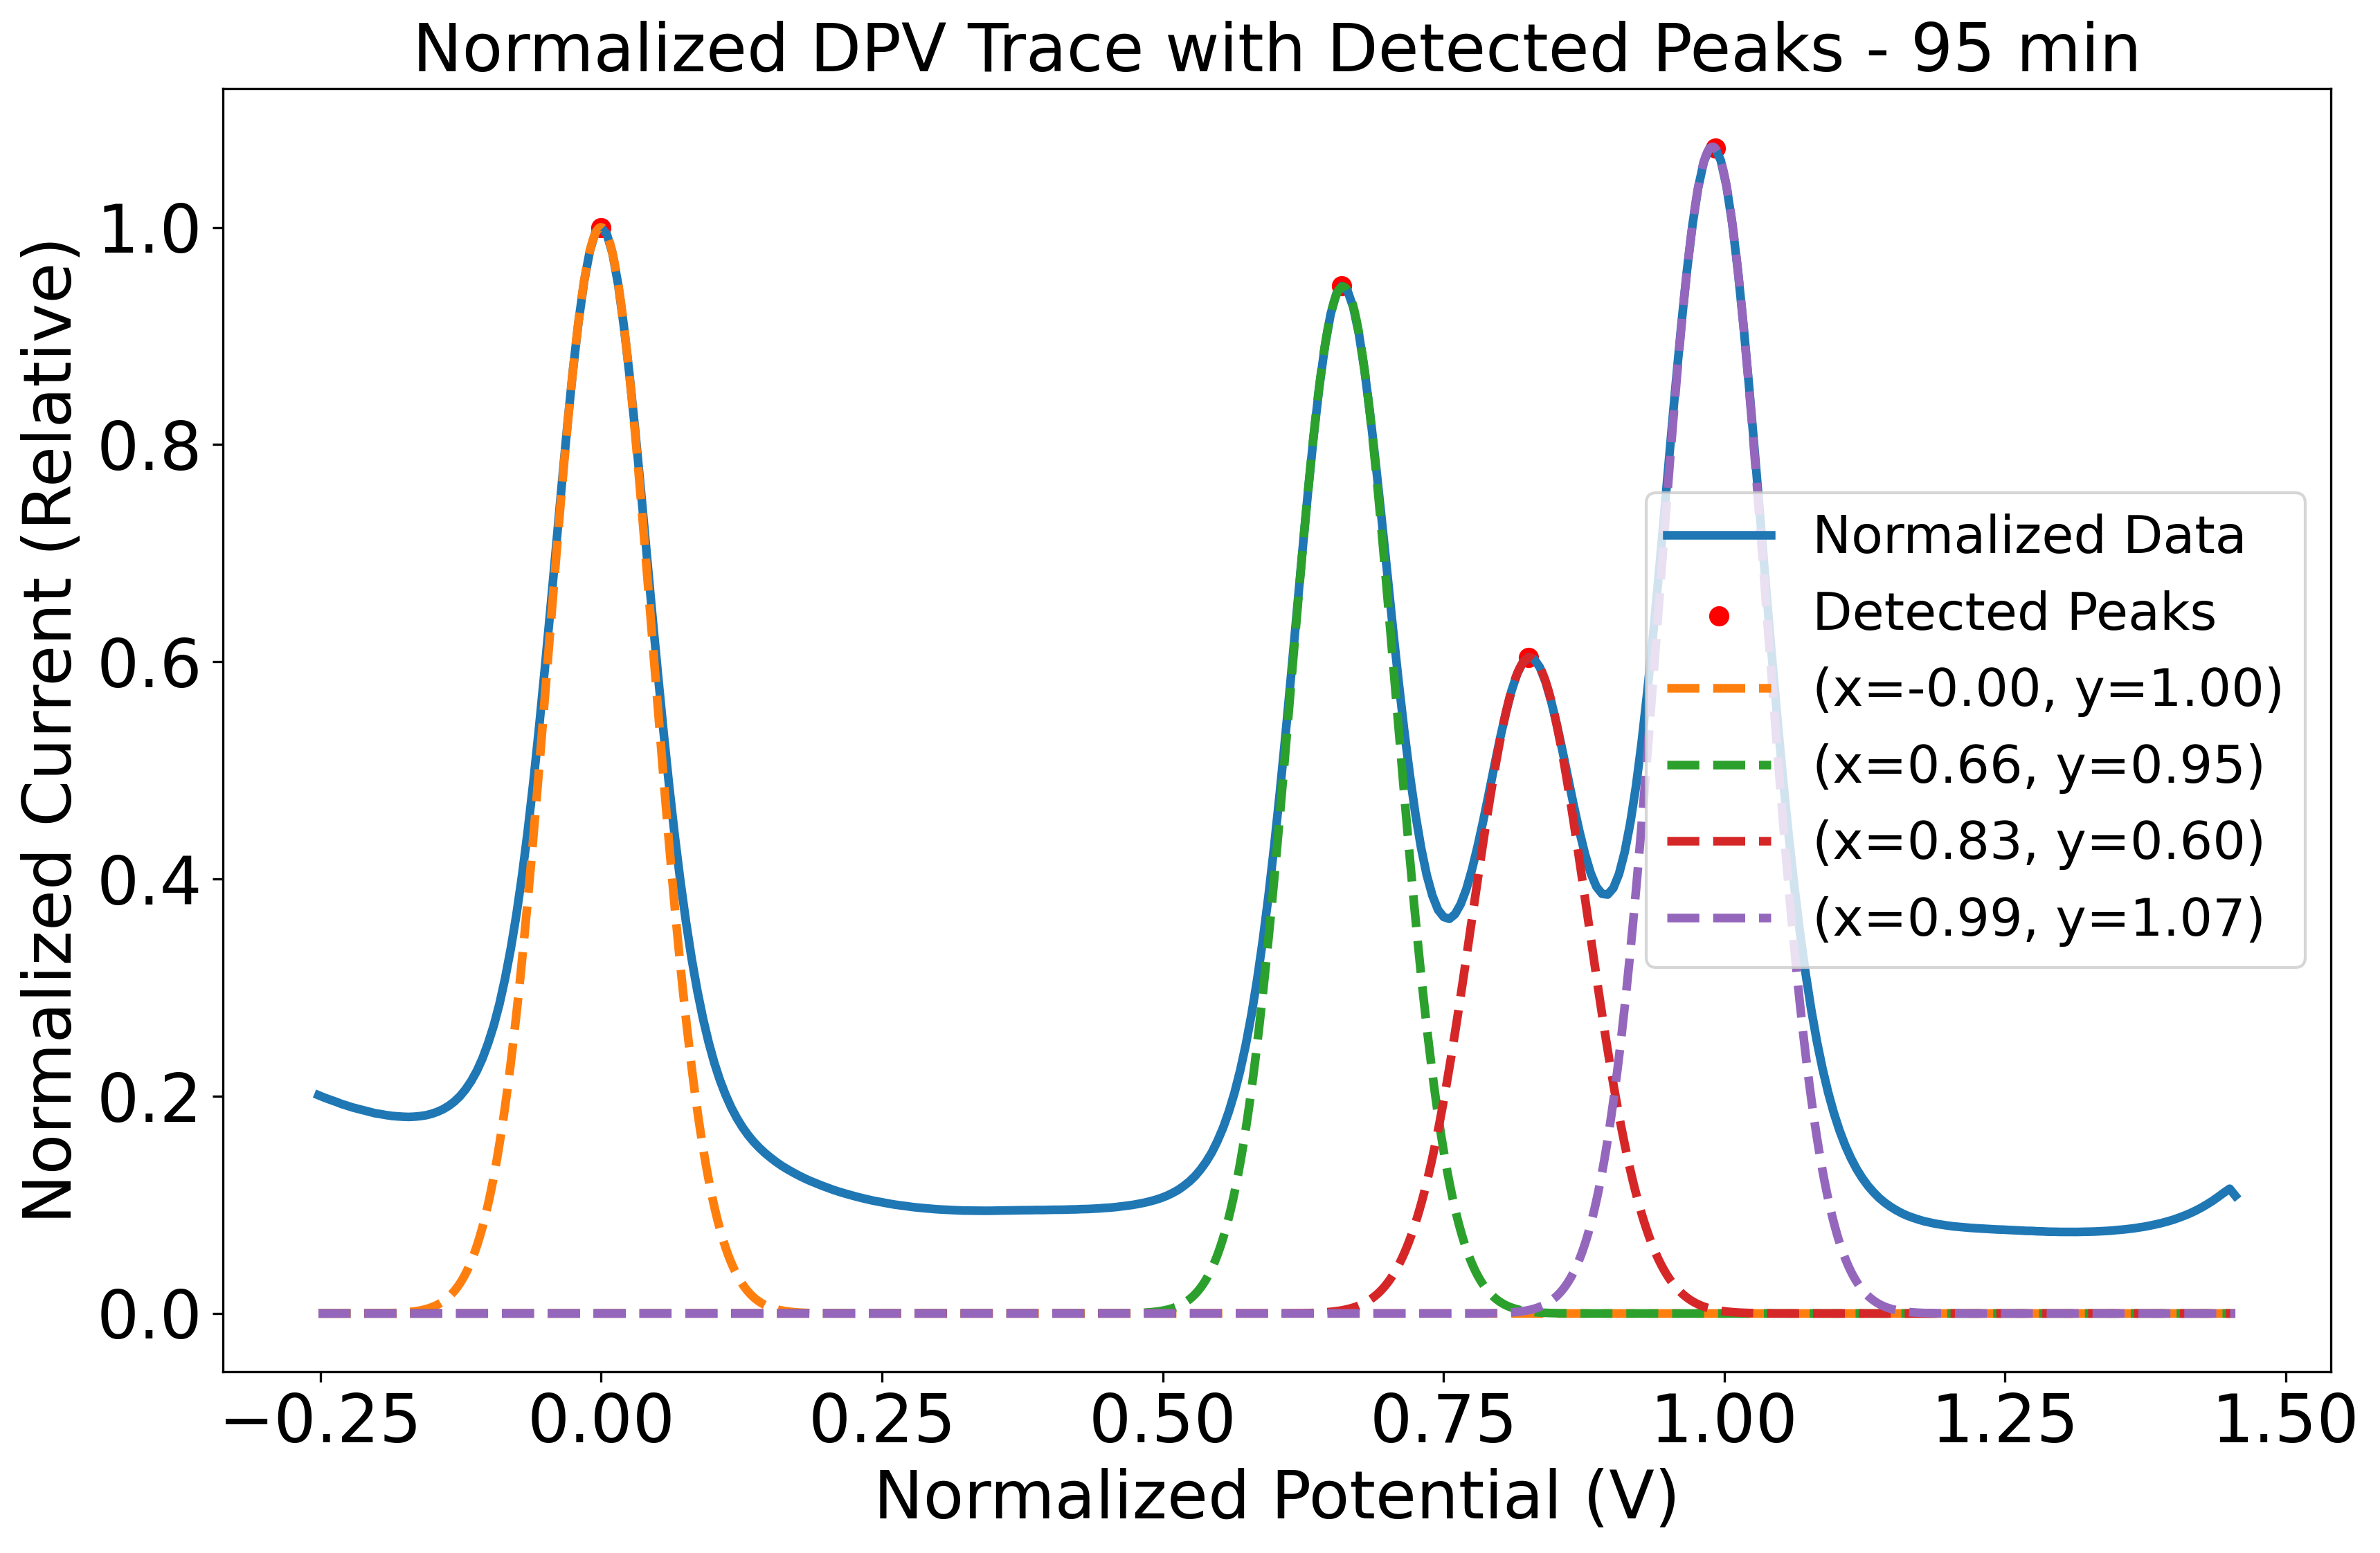 Normalized DPV Trace with Detected Peaks - 95 min
Normalized Current (Relative)
1.0
0.8
0.6
0.4
0.2
0.0
Normalized Data
Detected Peaks
(x=-0.00, y=1.00)
(x=0.66, y=0.95)
(x=0.83, y=0.60)
(x=0.99, y=1.07)
−0.25 0.00 0.25 0.50 0.75 1.00 1.25 1.50
Normalized Potential (V)